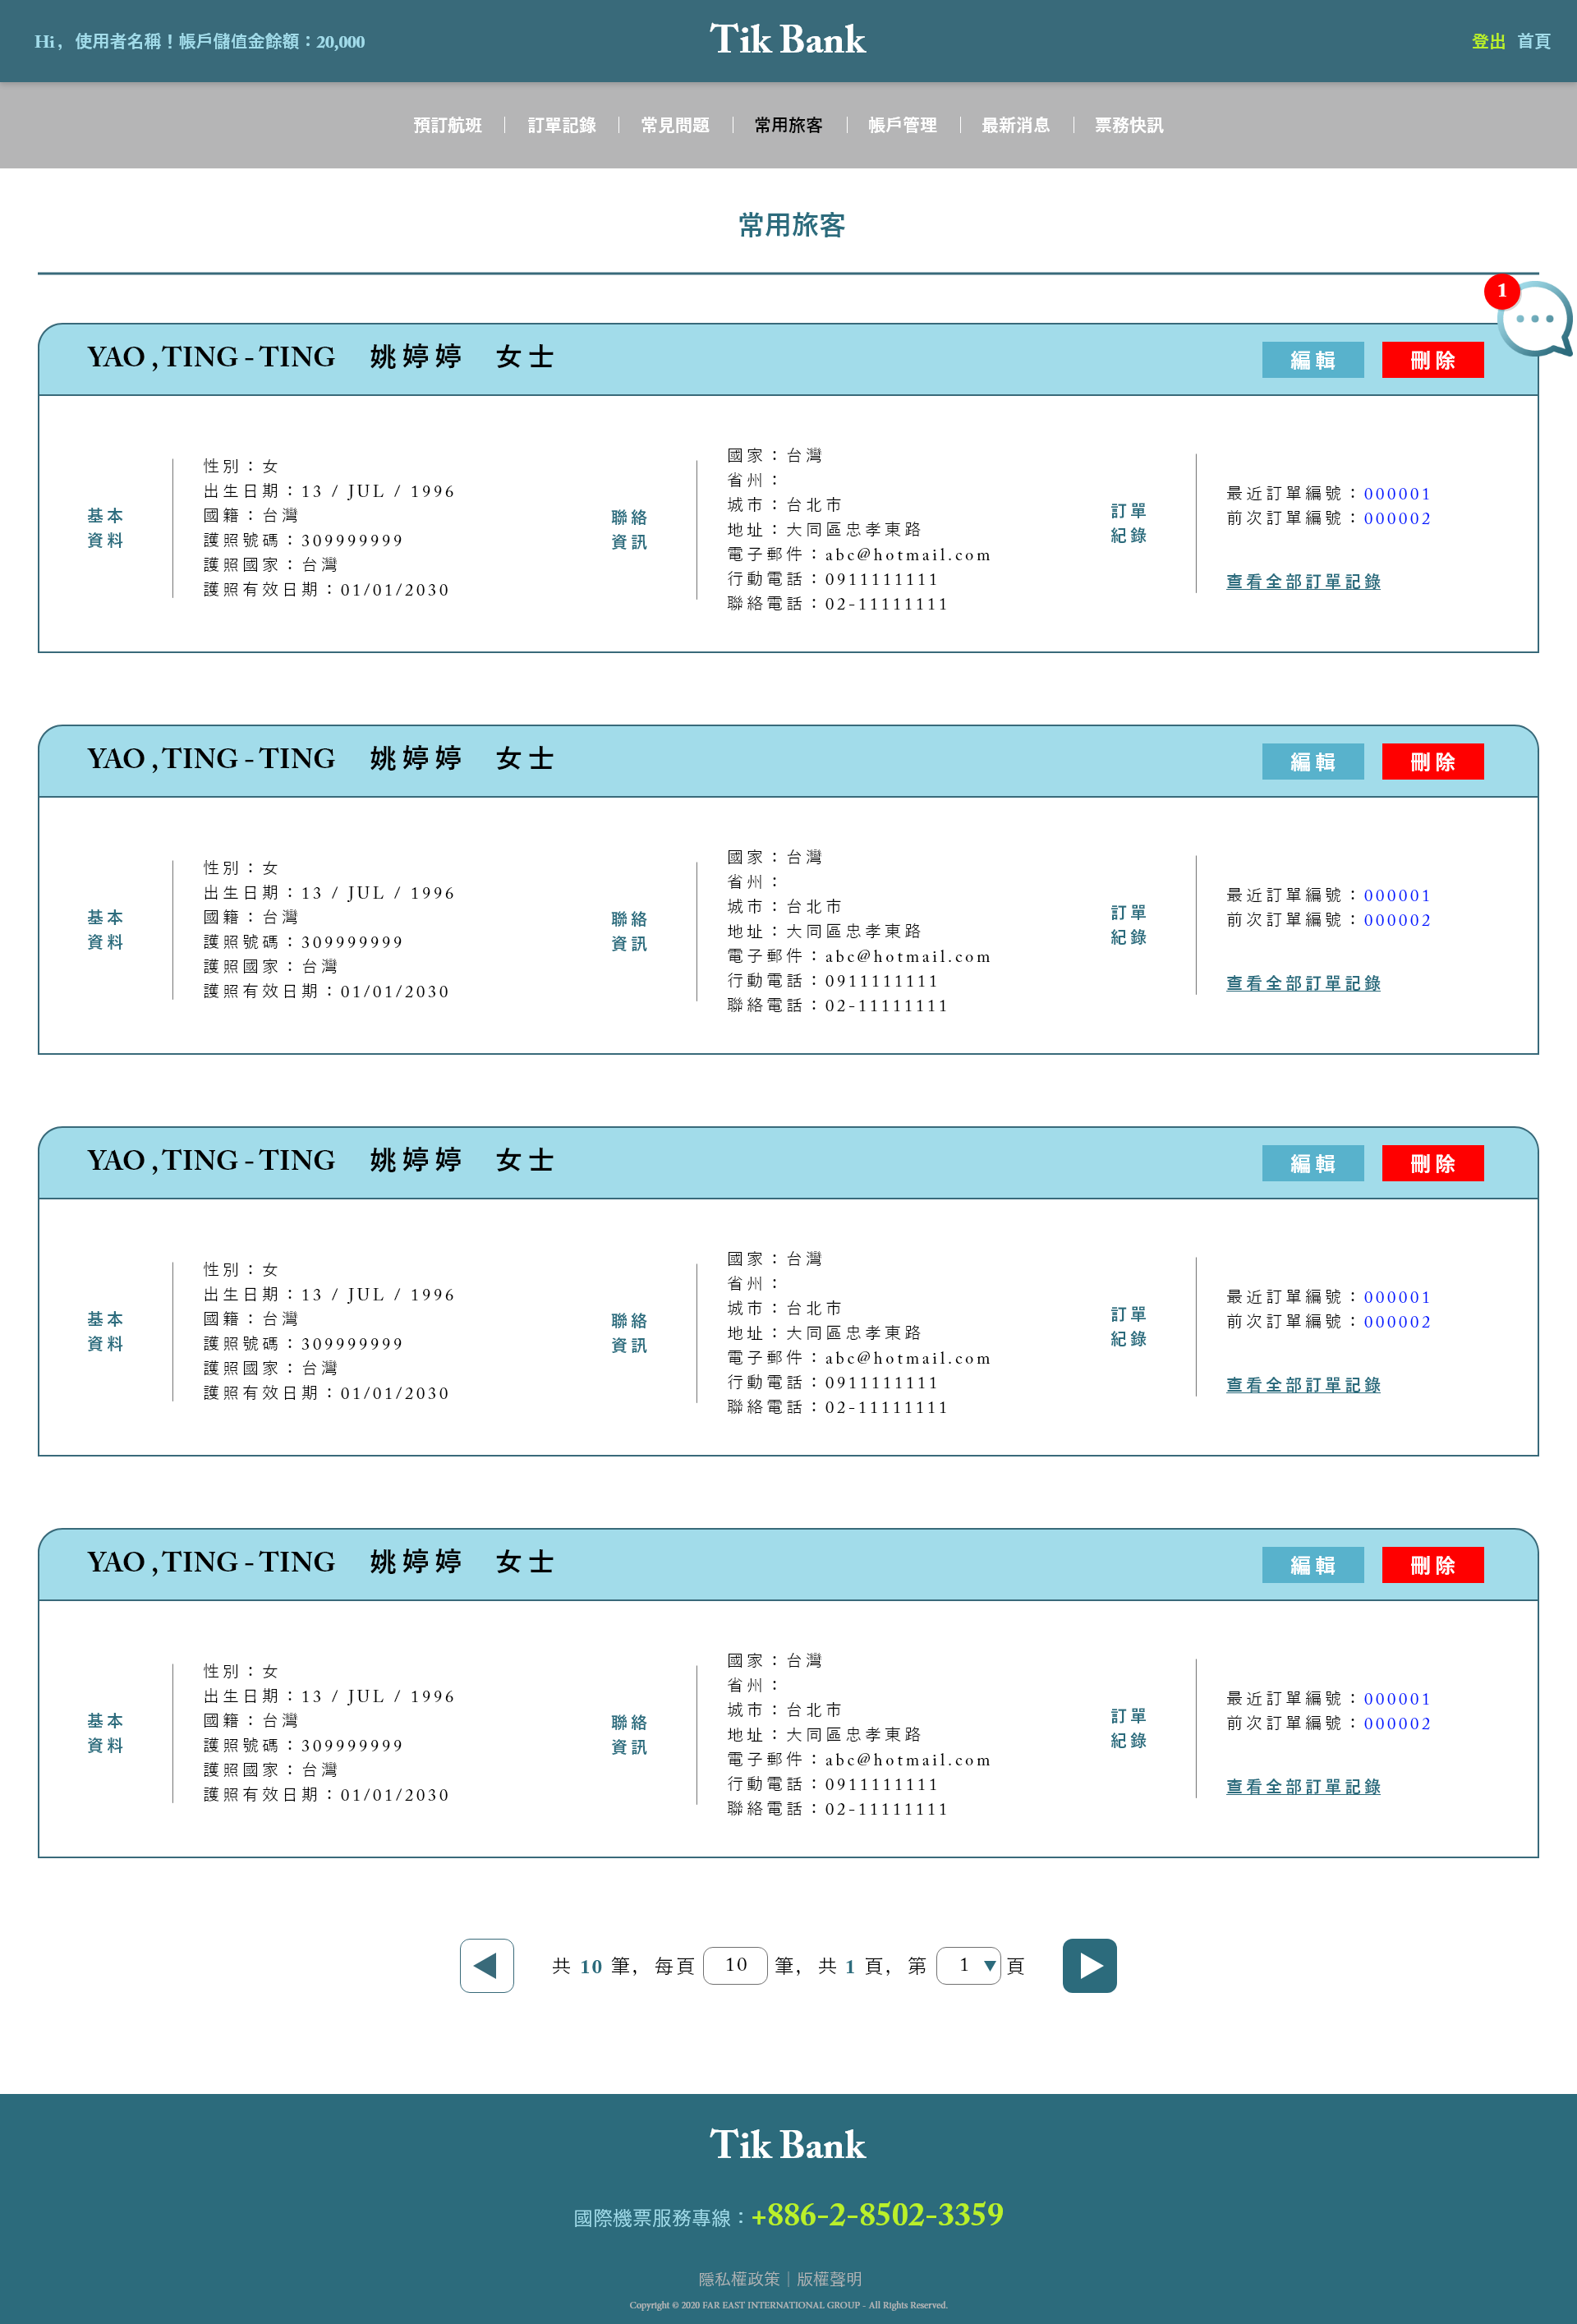 Hi，使用者名稱！帳戶儲值金餘額：20,000
Tik Bank
登出 首頁
預訂航班 | 訂單記錄 | 常見問題 | 常用旅客 | 帳戶管理 | 最新消息 | 票務快訊
常用旅客
1
YAO , TING - TING 姚婷婷 女士
編輯 刪除
基本
資料
性別：女
出生日期：13 / JUL / 1996
國籍：台灣
護照號碼：309999999
護照國家：台灣
護照有效日期：01/01/2030
聯絡
資訊
國家：台灣
省州：
城市：台北市
地址：大同區忠孝東路
電子郵件：abc@hotmail.com
行動電話：0911111111
聯絡電話：02-11111111
訂單
紀錄
最近訂單編號：000001
前次訂單編號：000002
查看全部訂單記錄
YAO , TING - TING 姚婷婷 女士
編輯 刪除
基本
資料
性別：女
出生日期：13 / JUL / 1996
國籍：台灣
護照號碼：309999999
護照國家：台灣
護照有效日期：01/01/2030
聯絡
資訊
國家：台灣
省州：
城市：台北市
地址：大同區忠孝東路
電子郵件：abc@hotmail.com
行動電話：0911111111
聯絡電話：02-11111111
訂單
紀錄
最近訂單編號：000001
前次訂單編號：000002
查看全部訂單記錄
YAO , TING - TING 姚婷婷 女士
編輯 刪除
基本
資料
性別：女
出生日期：13 / JUL / 1996
國籍：台灣
護照號碼：309999999
護照國家：台灣
護照有效日期：01/01/2030
聯絡
資訊
國家：台灣
省州：
城市：台北市
地址：大同區忠孝東路
電子郵件：abc@hotmail.com
行動電話：0911111111
聯絡電話：02-11111111
訂單
紀錄
最近訂單編號：000001
前次訂單編號：000002
查看全部訂單記錄
YAO , TING - TING 姚婷婷 女士
編輯 刪除
基本
資料
性別：女
出生日期：13 / JUL / 1996
國籍：台灣
護照號碼：309999999
護照國家：台灣
護照有效日期：01/01/2030
聯絡
資訊
國家：台灣
省州：
城市：台北市
地址：大同區忠孝東路
電子郵件：abc@hotmail.com
行動電話：0911111111
聯絡電話：02-11111111
訂單
紀錄
最近訂單編號：000001
前次訂單編號：000002
查看全部訂單記錄
共 10 筆，每頁 10 筆，共 1 頁，第 1 頁
Tik Bank
國際機票服務專線：+886-2-8502-3359
隱私權政策｜版權聲明
Copyright © 2020 FAR EAST INTERNATIONAL GROUP - All Rights Reserved.